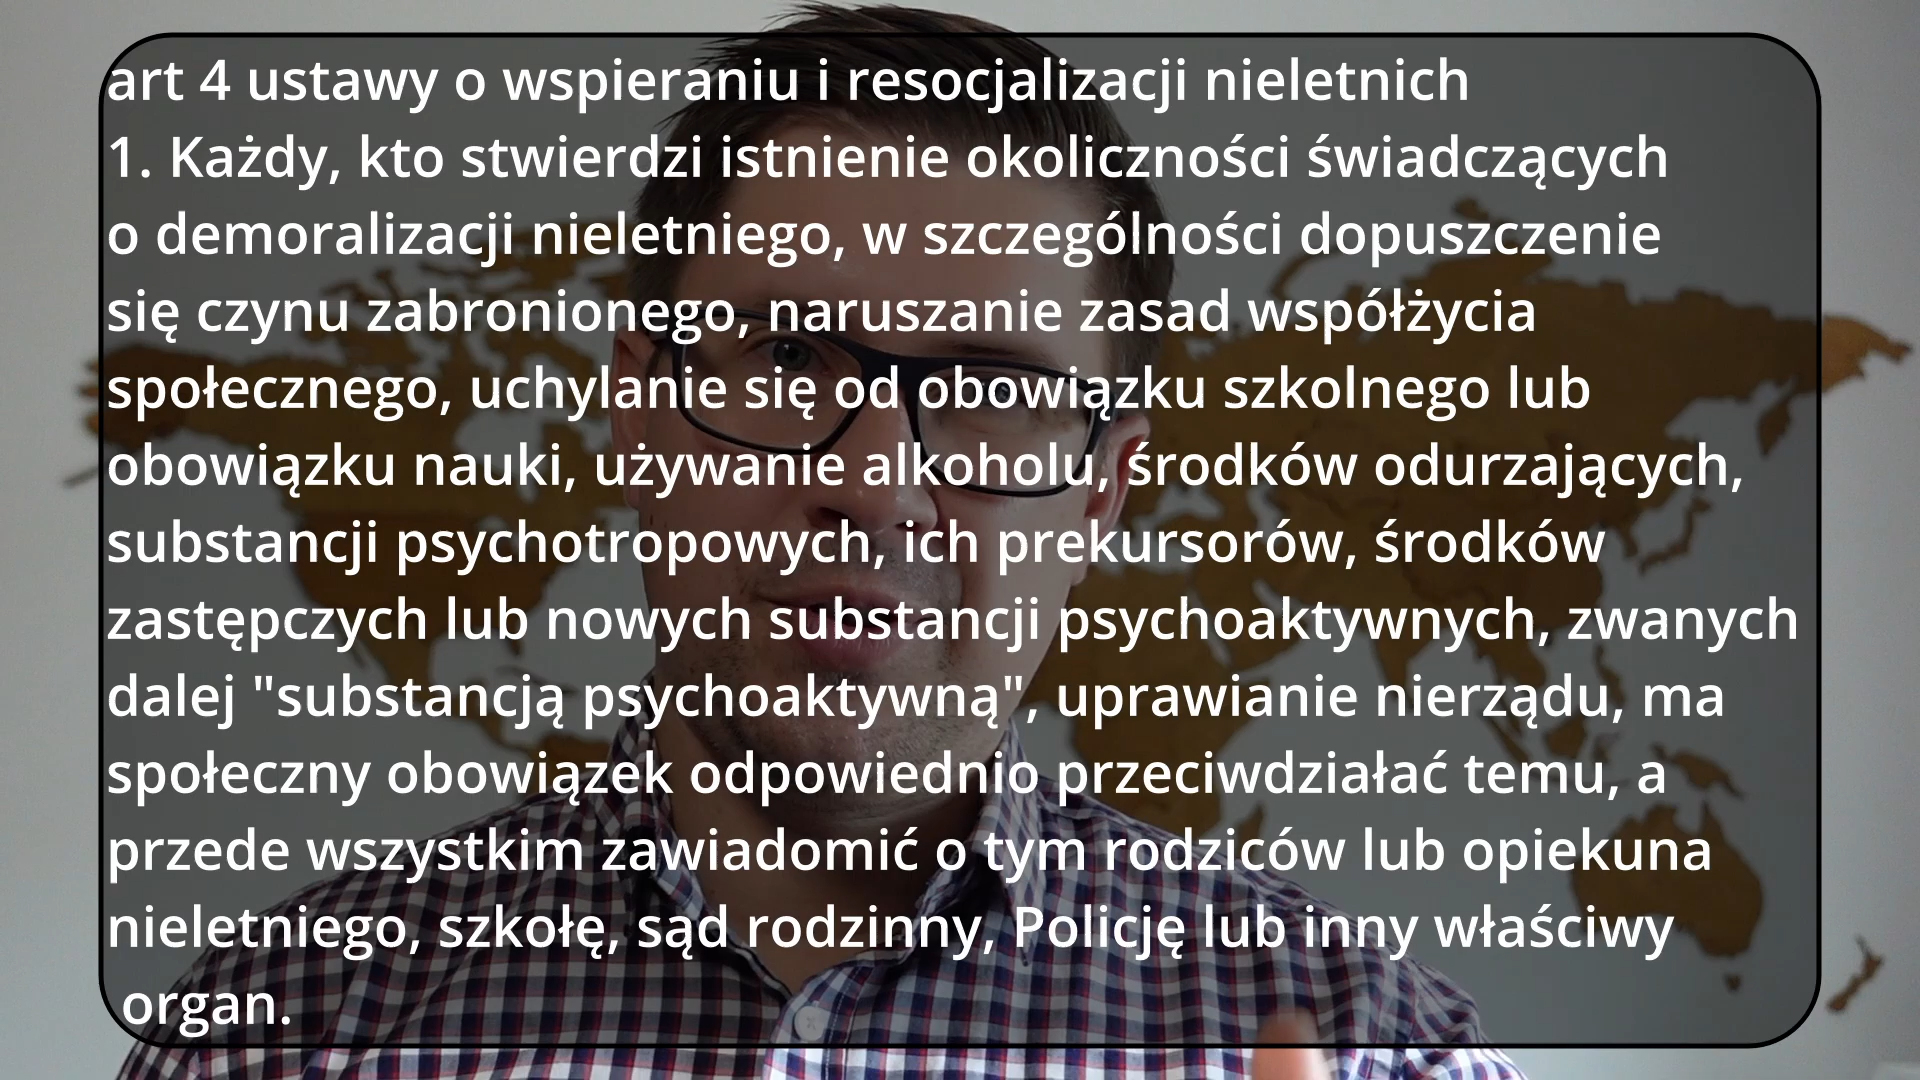 art 4 ustawy o wspieraniu i resocjalizacji nieletnich
1. Każdy, kto stwierdzi istnienie okoliczności świadczących
o demoralizacji nieletniego, w szczególności dopuszczenie
się czynu zabronionego, naruszanie zasad współżycia
społecznego, uchylanie się od obowiązku szkolnego lub
obowiązku nauki, używanie alkoholu, środków odurzających,
substancji psychotropowych, ich prekursorów, środków
zastępczych lub nowych substancji psychoaktywnych, zwanych
dalej "substancją psychoaktywną", uprawianie nierządu, ma
społeczny obowiązek odpowiednio przeciwdziałać temu, a
przede wszystkim zawiadomić o tym rodziców lub opiekuna
nieletniego, szkołę, sąd rodzinny, Policję lub inny właściwy
organ.